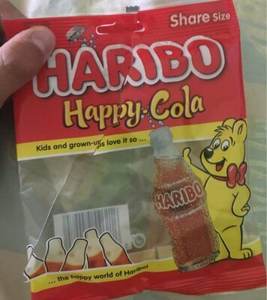 Share Size
HARIBO
Happy-Cola
Kids and grown-ups love it so ...
HARIBO
... the happy world of Haribo!